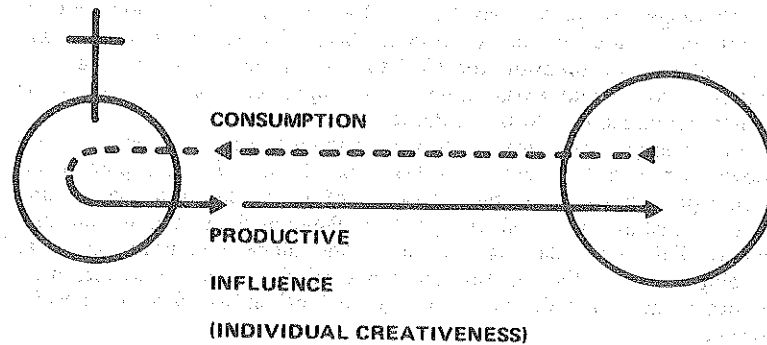 CONSUMPTION
PRODUCTIVE
INFLUENCE
(INDIVIDUAL CREATIVENESS)